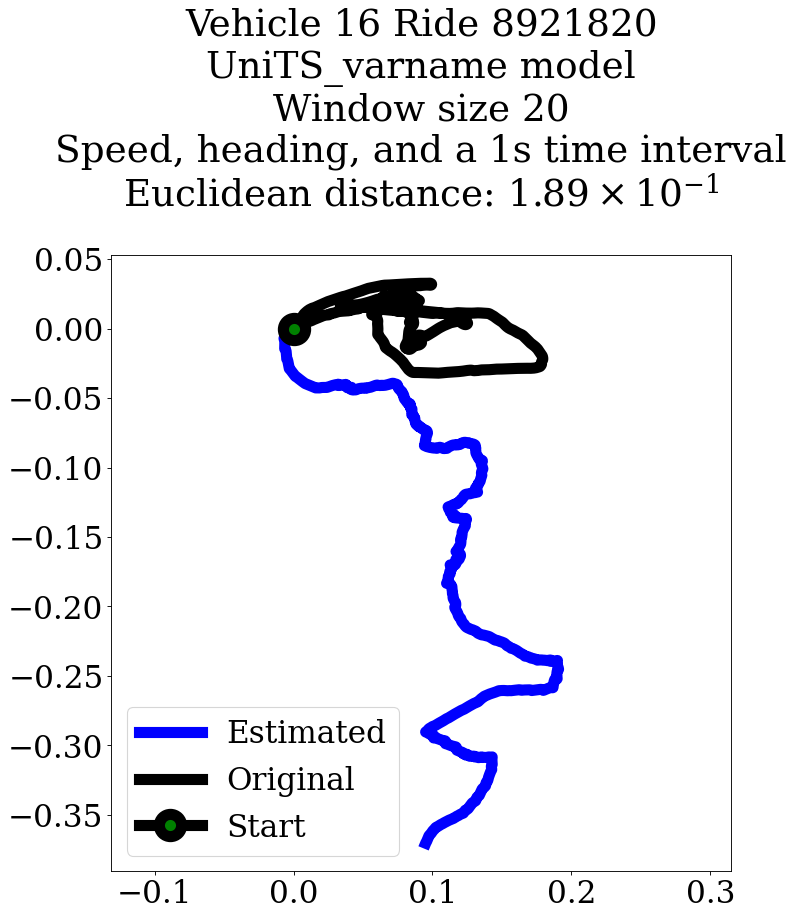 Vehicle 16 Ride 8921820
UniTS_varname model
Window size 20
Speed, heading, and a 1s time interval
Euclidean distance: 1.89 × 10⁻¹
0.05
0.00
−0.05
−0.10
−0.15
−0.20
−0.25
−0.30
−0.35
Estimated
Original
Start
−0.1
0.0
0.1
0.2
0.3